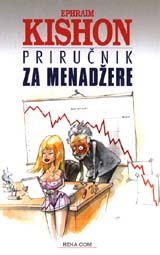 EPHRAIM
KISHON
PRIRUČNIK
ZA MENADŽERE
HENA COM